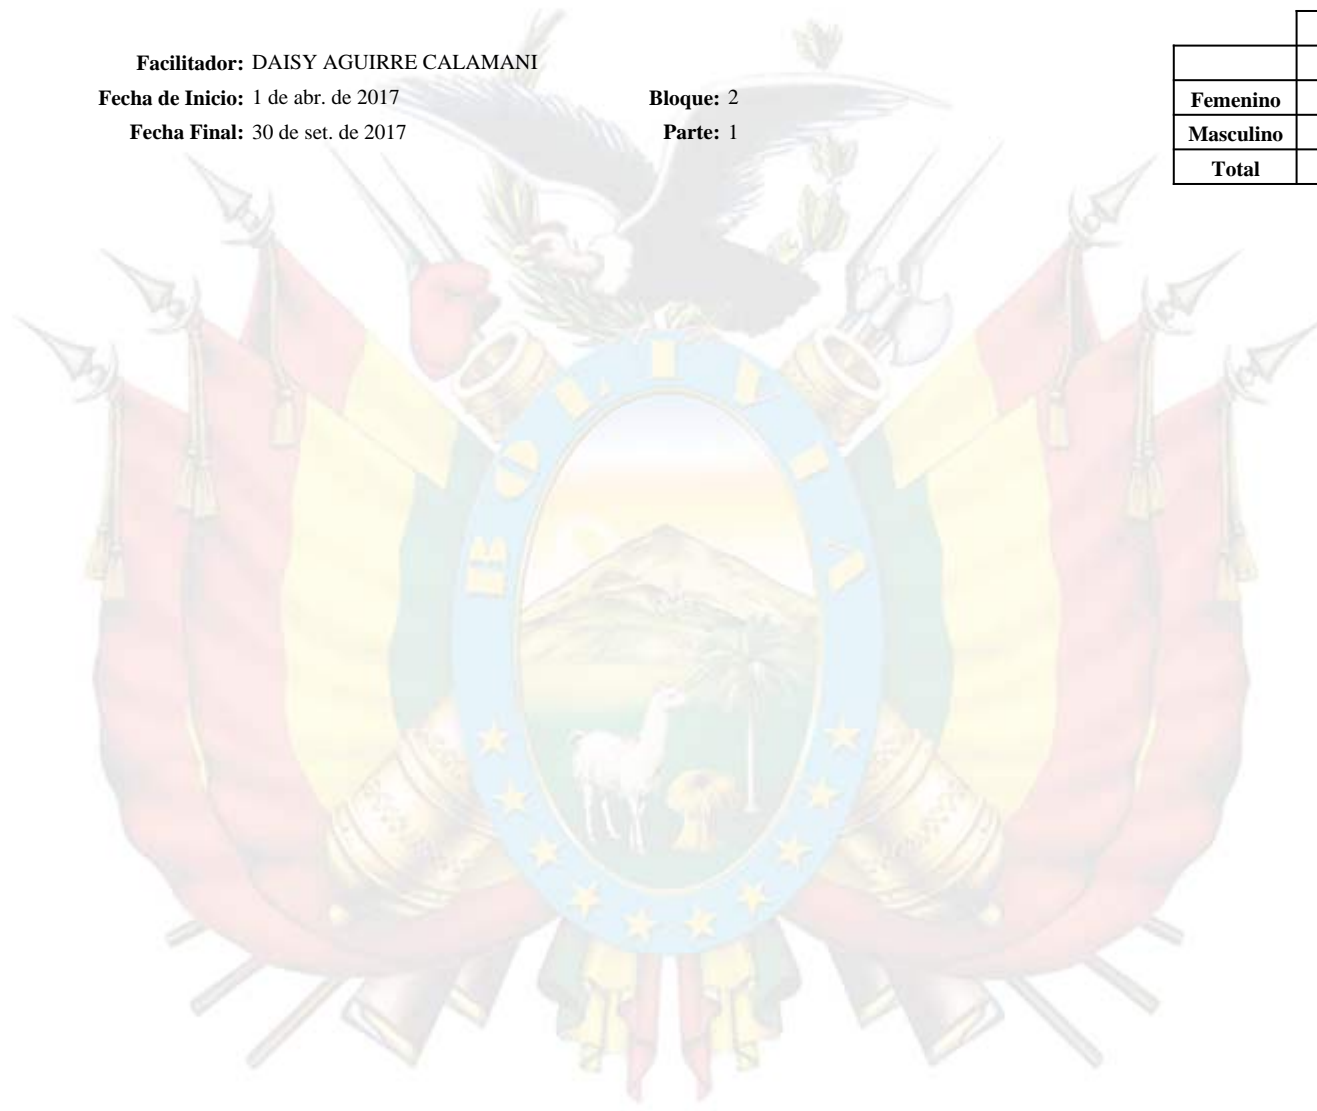 Facilitador: DAISY AGUIRRE CALAMANI
Fecha de Inicio: 1 de abr. de 2017 Bloque: 2
Fecha Final: 30 de set. de 2017 Parte: 1
Femenino
Masculino
Total
BOLIVIA